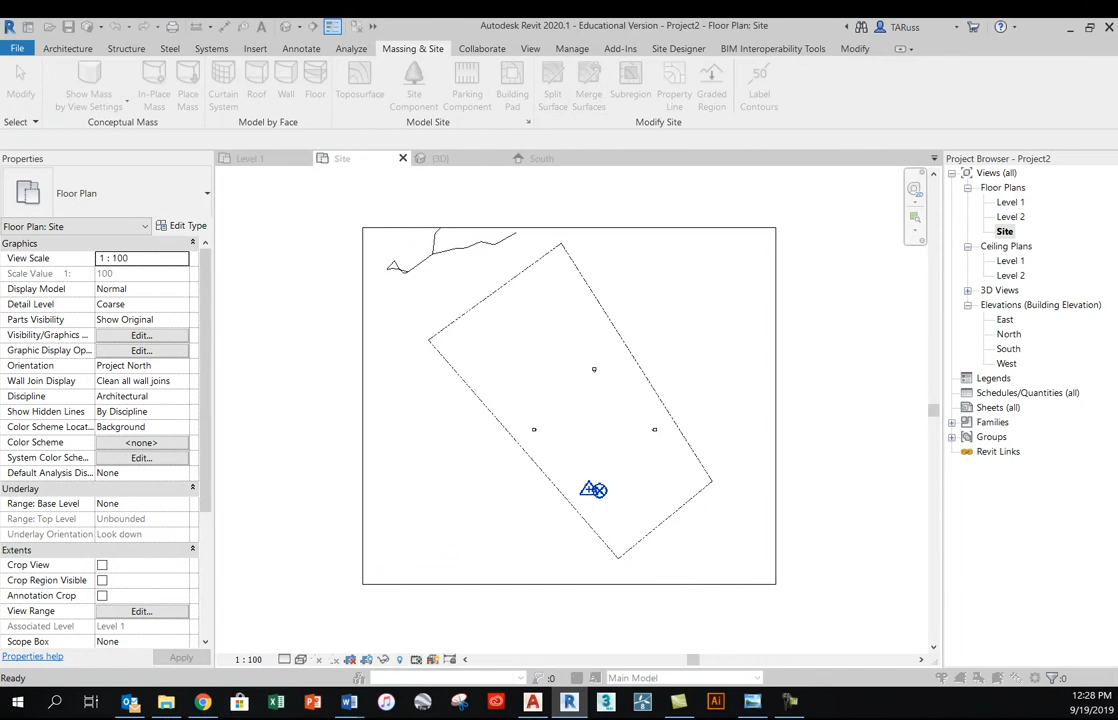 Autodesk Revit 2020.1 - Educational Version - Project2 - Floor Plan: Site
TARuss
File
Architecture
Structure
Steel
Systems
Insert
Annotate
Analyze
Massing & Site
Collaborate
View
Manage
Add-Ins
Site Designer
BIM Interoperability Tools
Modify
Modify
Show Mass
by View Settings
In-Place
Mass
Place
Mass
Curtain
System
Roof
Wall
Floor
Toposurface
Site
Component
Parking
Component
Building
Pad
Split
Surface
Merge
Surfaces
Subregion
Property
Line
Graded
Region
50
Label
Contours
Select
Conceptual Mass
Model by Face
Model Site
Modify Site
Properties
Level 1
Site
{3D}
South
Project Browser - Project2
Floor Plan
Floor Plan: Site
Edit Type
Graphics
View Scale
1 : 100
Scale Value 1:
100
Display Model
Normal
Detail Level
Coarse
Parts Visibility
Show Original
Visibility/Graphics ...
Edit...
Graphic Display Op...
Edit...
Orientation
Project North
Wall Join Display
Clean all wall joins
Discipline
Architectural
Show Hidden Lines
By Discipline
Color Scheme Locat...
Background
Color Scheme
<none>
System Color Sche...
Edit...
Default Analysis Dis...
None
Underlay
Range: Base Level
None
Range: Top Level
Unbounded
Underlay Orientation
Look down
Extents
Crop View
Crop Region Visible
Annotation Crop
View Range
Edit...
Associated Level
Level 1
Scope Box
None
Properties help
Apply
Views (all)
Floor Plans
Level 1
Level 2
Site
Ceiling Plans
Level 1
Level 2
3D Views
Elevations (Building Elevation)
East
North
South
West
Legends
Schedules/Quantities (all)
Sheets (all)
Families
Groups
Revit Links
2D
1 : 100
Ready
:0
Main Model
:0
12:28 PM
9/19/2019